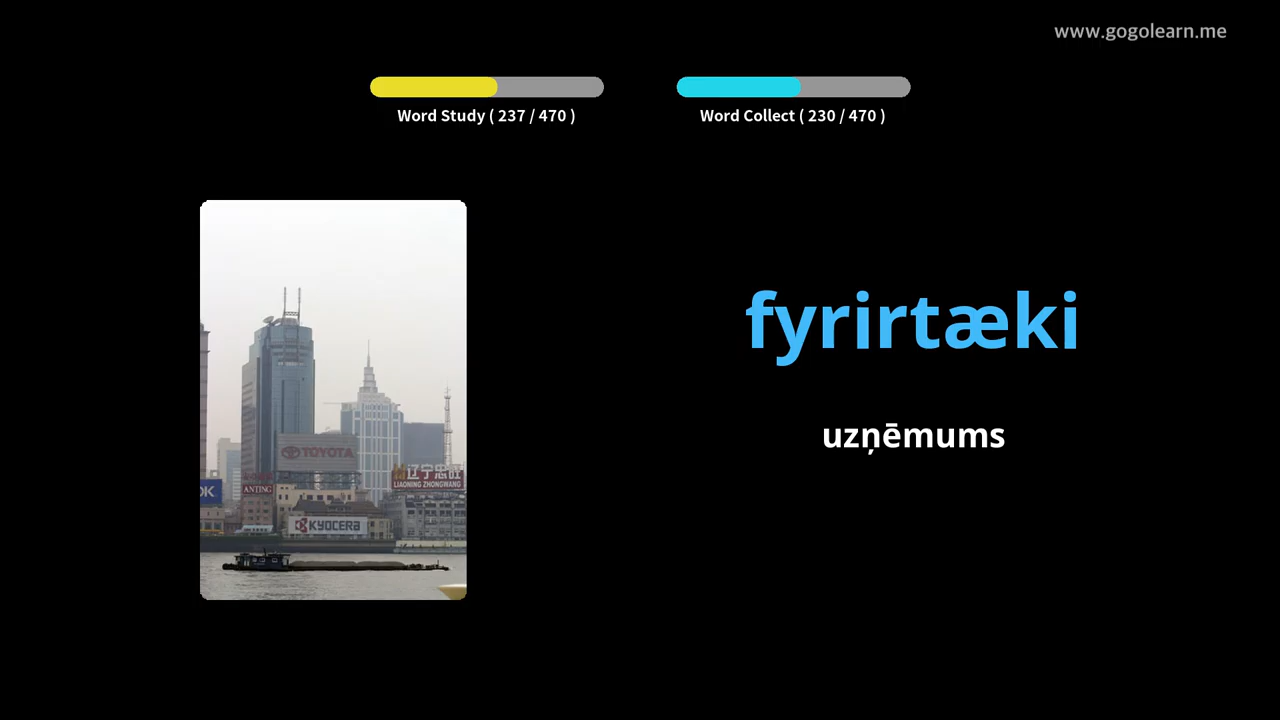 www.gogolearn.me
Word Study ( 237 / 470 )
Word Collect ( 230 / 470 )
fyrirtæki
uzņēmums
TOYOTA
辽宁忠旺
LIAONING ZHONGWANG
OK
ANTING
KYOCERA